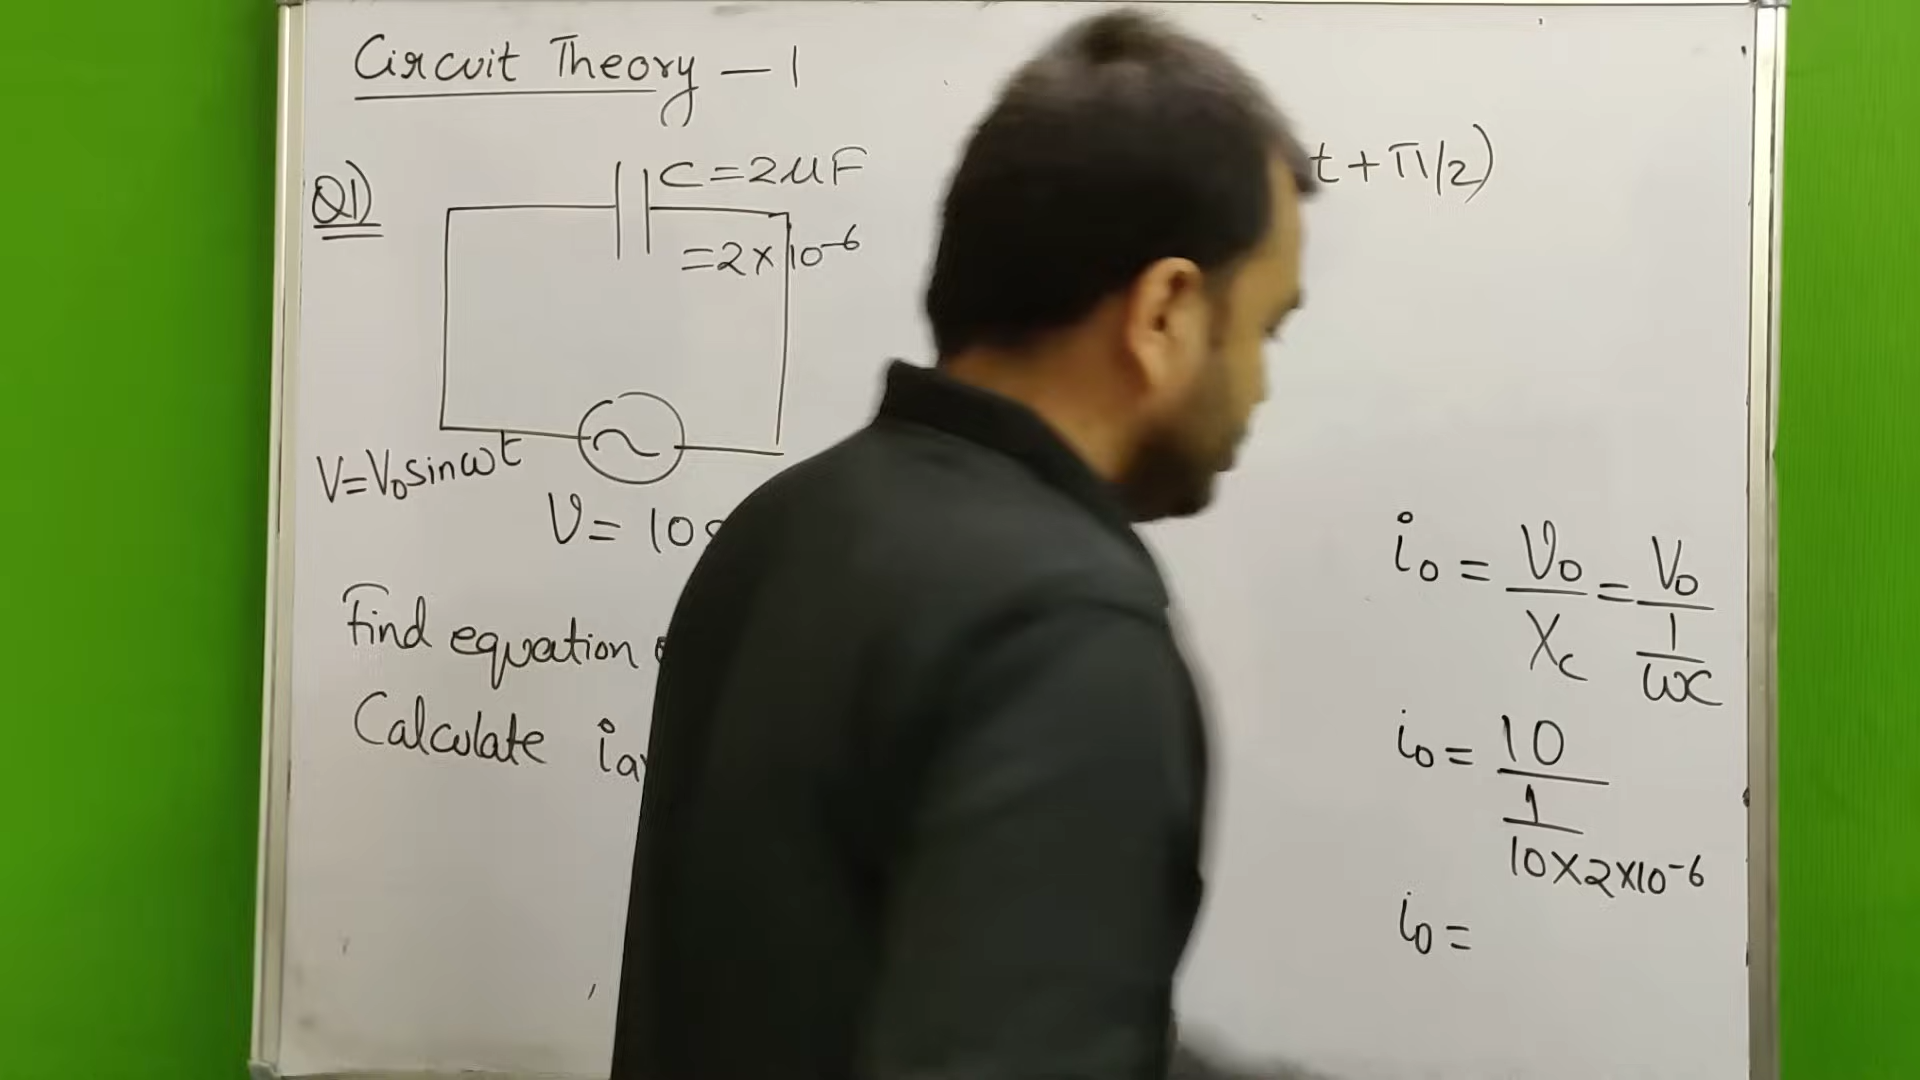 Circuit Theory – 1
Q1)
C=2µF
=2×10⁻⁶
t+π/2)
V=V₀sinωt
V= 10
Find equation
Calculate
i₀ = V₀/X_C = V₀/(1/ωC)
i₀ = 10/(1/(10×2×10⁻⁶))
i₀ =